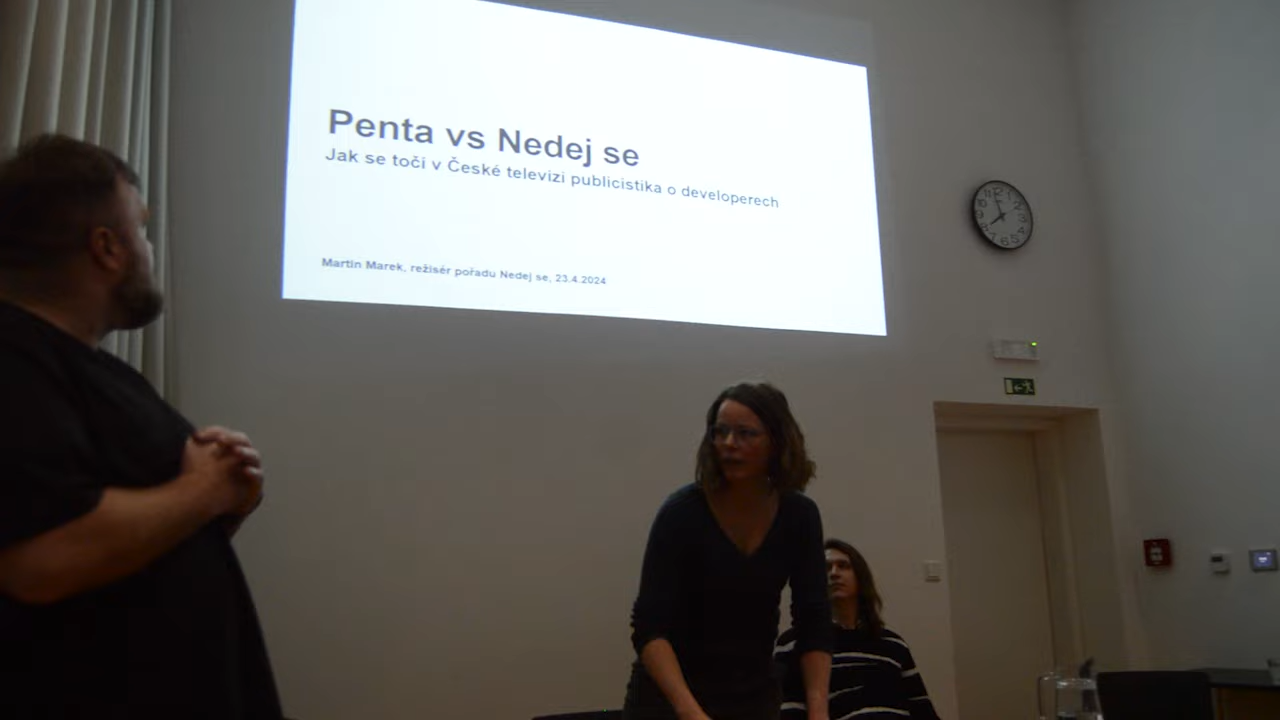 Penta vs Nedej se
Jak se točí v České televizi publicistika o developerech
Martin Marek, režisér pořadu Nedej se, 23.4.2024